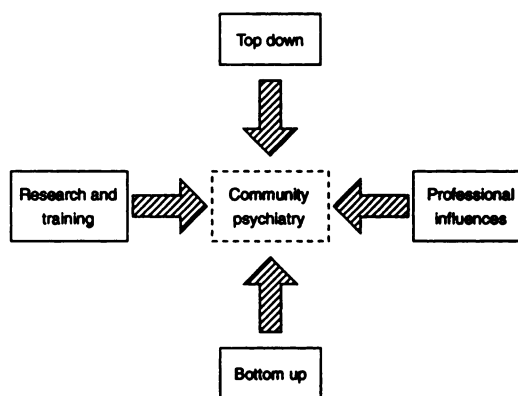 Top down
Research and
training
Community
psychiatry
Professional
influences
Bottom up